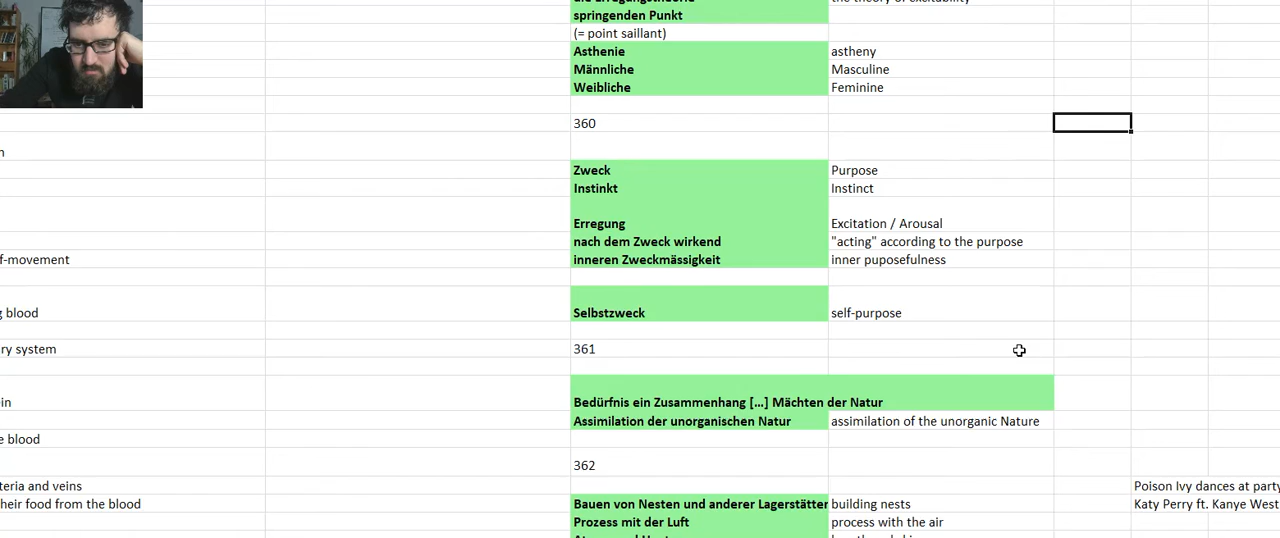 springenden Punkt
(= point saillant)
Asthenie astheny
Männliche Masculine
Weibliche Feminine
360
Zweck Purpose
Instinkt Instinct
Erregung Excitation / Arousal
nach dem Zweck wirkend "acting" according to the purpose
f-movement inneren Zweckmässigkeit inner puposefulness
g blood Selbstzweck self-purpose
ry system 361
ein Bedürfnis ein Zusammenhang [...] Mächten der Natur
Assimilation der unorganischen Natur assimilation of the unorganic Nature
e blood
362
teria and veins Poison Ivy dances at party
heir food from the blood Bauen von Nesten und anderer Lagerstätten building nests Katy Perry ft. Kanye West
Prozess mit der Luft process with the air